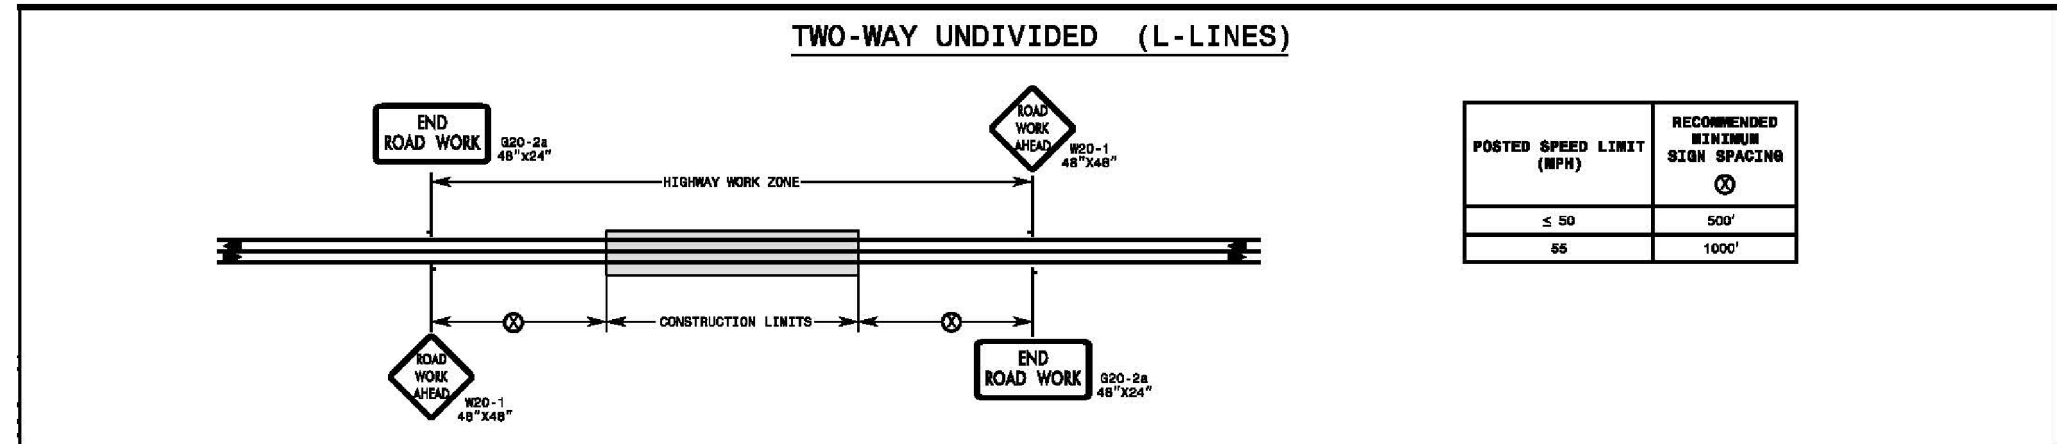 TWO-WAY UNDIVIDED (L-LINES)
END
ROAD WORK
G20-2a
48"X24"
ROAD
WORK
AHEAD
W20-1
48"X48"
HIGHWAY WORK ZONE
X
CONSTRUCTION LIMITS
X
ROAD
WORK
AHEAD
W20-1
48"X48"
END
ROAD WORK
G20-2a
48"X24"
POSTED SPEED LIMIT
(MPH)
RECOMMENDED
MINIMUM
SIGN SPACING
X
≤ 50
500'
55
1000'